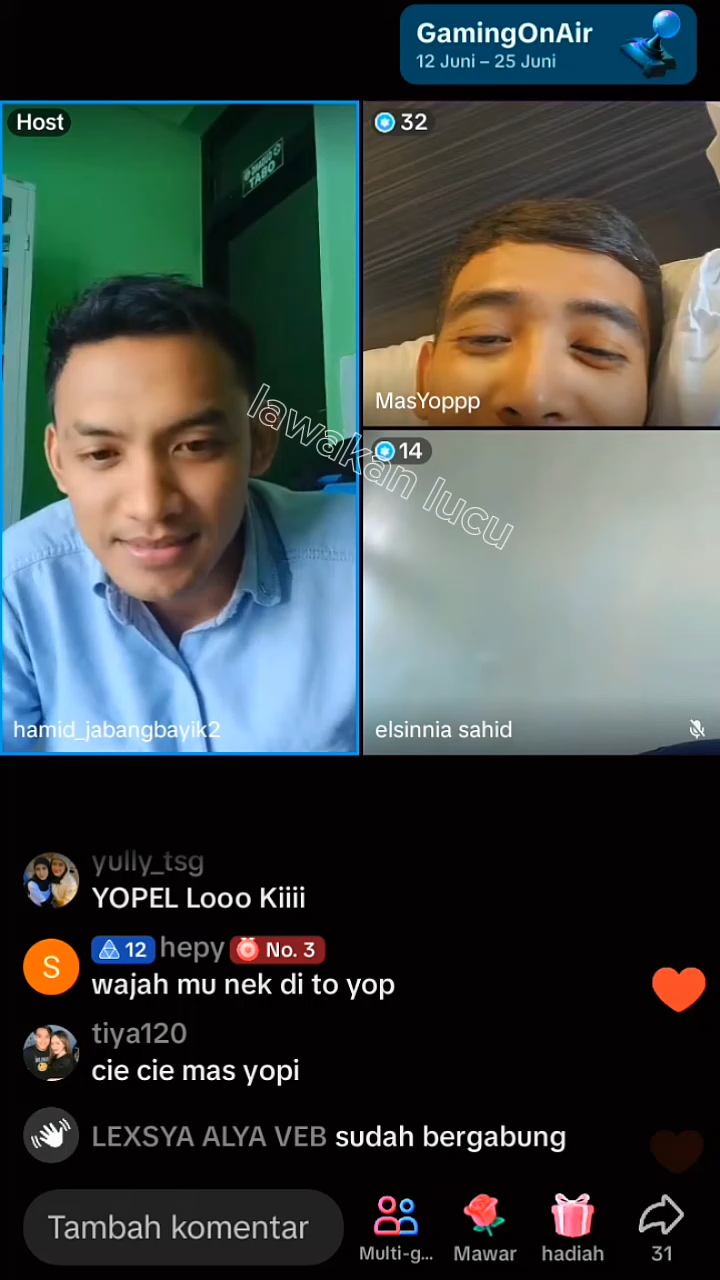 GamingOnAir
12 Juni – 25 Juni
Host
32
TABO
MasYoppp
lawakan lucu
14
hamid_jabangbayik2
elsinnia sahid
yully_tsg
YOPEL Looo Kiiii
S
12 hepy No. 3
wajah mu nek di to yop
tiya120
cie cie mas yopi
LEXSYA ALYA VEB sudah bergabung
Tambah komentar
Multi-g...
Mawar
hadiah
31